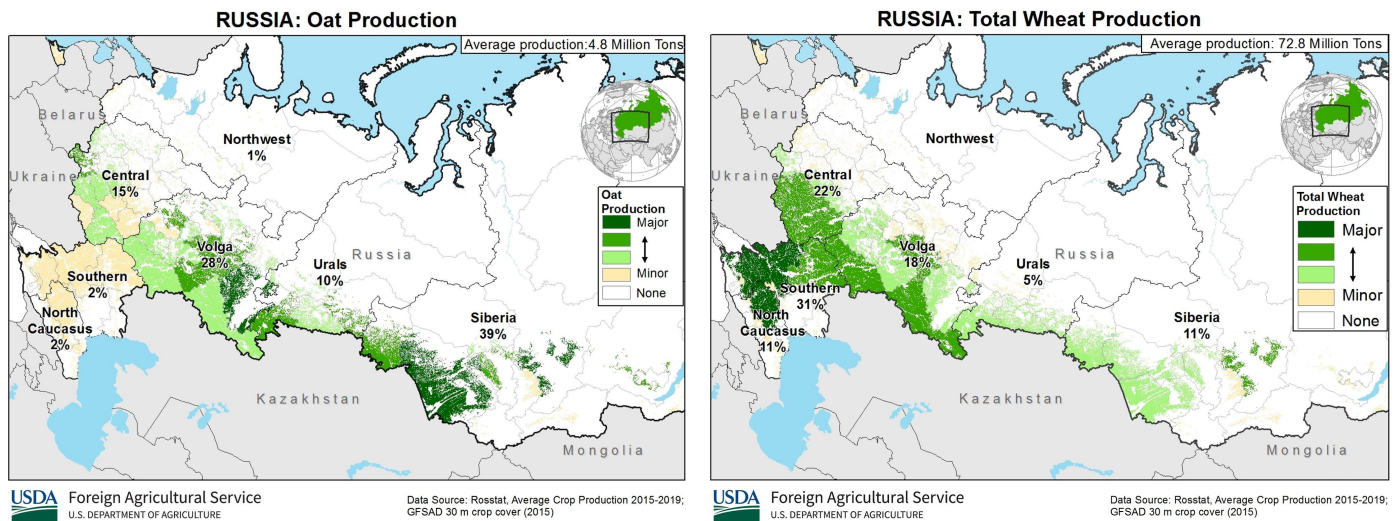 RUSSIA: Oat Production
Average production:4.8 Million Tons
Belarus
Ukraine
Northwest
1%
Central
15%
Volga
28%
Urals
10%
Russia
Southern
2%
North
Caucasus
2%
Siberia
39%
Kazakhstan
Mongolia
Oat
Production
Major
Minor
None
USDA
Foreign Agricultural Service
U.S. DEPARTMENT OF AGRICULTURE
Data Source: Rosstat, Average Crop Production 2015-2019;
GFSAD 30 m crop cover (2015)
RUSSIA: Total Wheat Production
Average production: 72.8 Million Tons
Belarus
Ukraine
Northwest
Central
22%
Volga
18%
Urals
5%
Russia
Southern
31%
North
Caucasus
11%
Siberia
11%
Kazakhstan
Mongolia
Total Wheat
Production
Major
Minor
None
USDA
Foreign Agricultural Service
U.S. DEPARTMENT OF AGRICULTURE
Data Source: Rosstat, Average Crop Production 2015-2019;
GFSAD 30 m crop cover (2015)